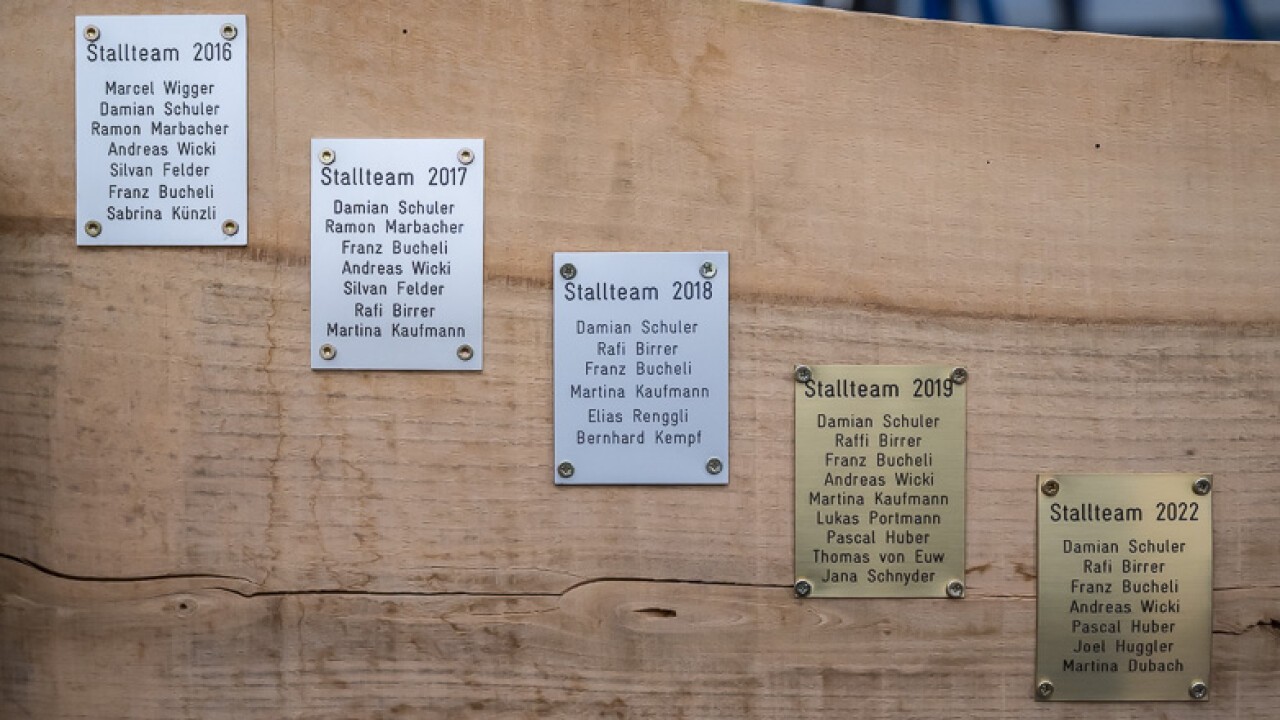 Stallteam 2016
Marcel Wigger
Damian Schuler
Ramon Marbacher
Andreas Wicki
Silvan Felder
Franz Bucheli
Sabrina Künzli
Stallteam 2017
Damian Schuler
Ramon Marbacher
Franz Bucheli
Andreas Wicki
Silvan Felder
Rafi Birrer
Martina Kaufmann
Stallteam 2018
Damian Schuler
Rafi Birrer
Franz Bucheli
Martina Kaufmann
Elias Renggli
Bernhard Kempf
Stallteam 2019
Damian Schuler
Raffi Birrer
Franz Bucheli
Andreas Wicki
Martina Kaufmann
Lukas Portmann
Pascal Huber
Thomas von Euw
Jana Schnyder
Stallteam 2022
Damian Schuler
Rafi Birrer
Franz Bucheli
Andreas Wicki
Pascal Huber
Joel Huggler
Martina Dubach